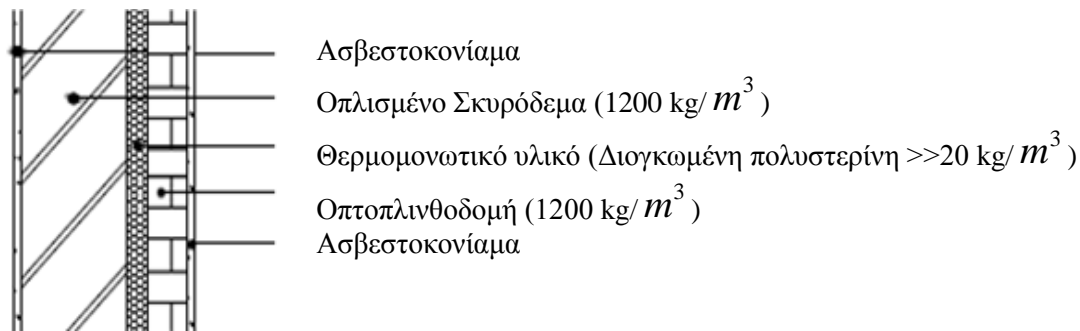 Ασβεστοκονίαμα
Οπλισμένο Σκυρόδεμα (1200 kg/ m³ )
Θερμομονωτικό υλικό (Διογκωμένη πολυστερίνη >>20 kg/ m³ )
Οπτοπλινθοδομή (1200 kg/ m³ )
Ασβεστοκονίαμα